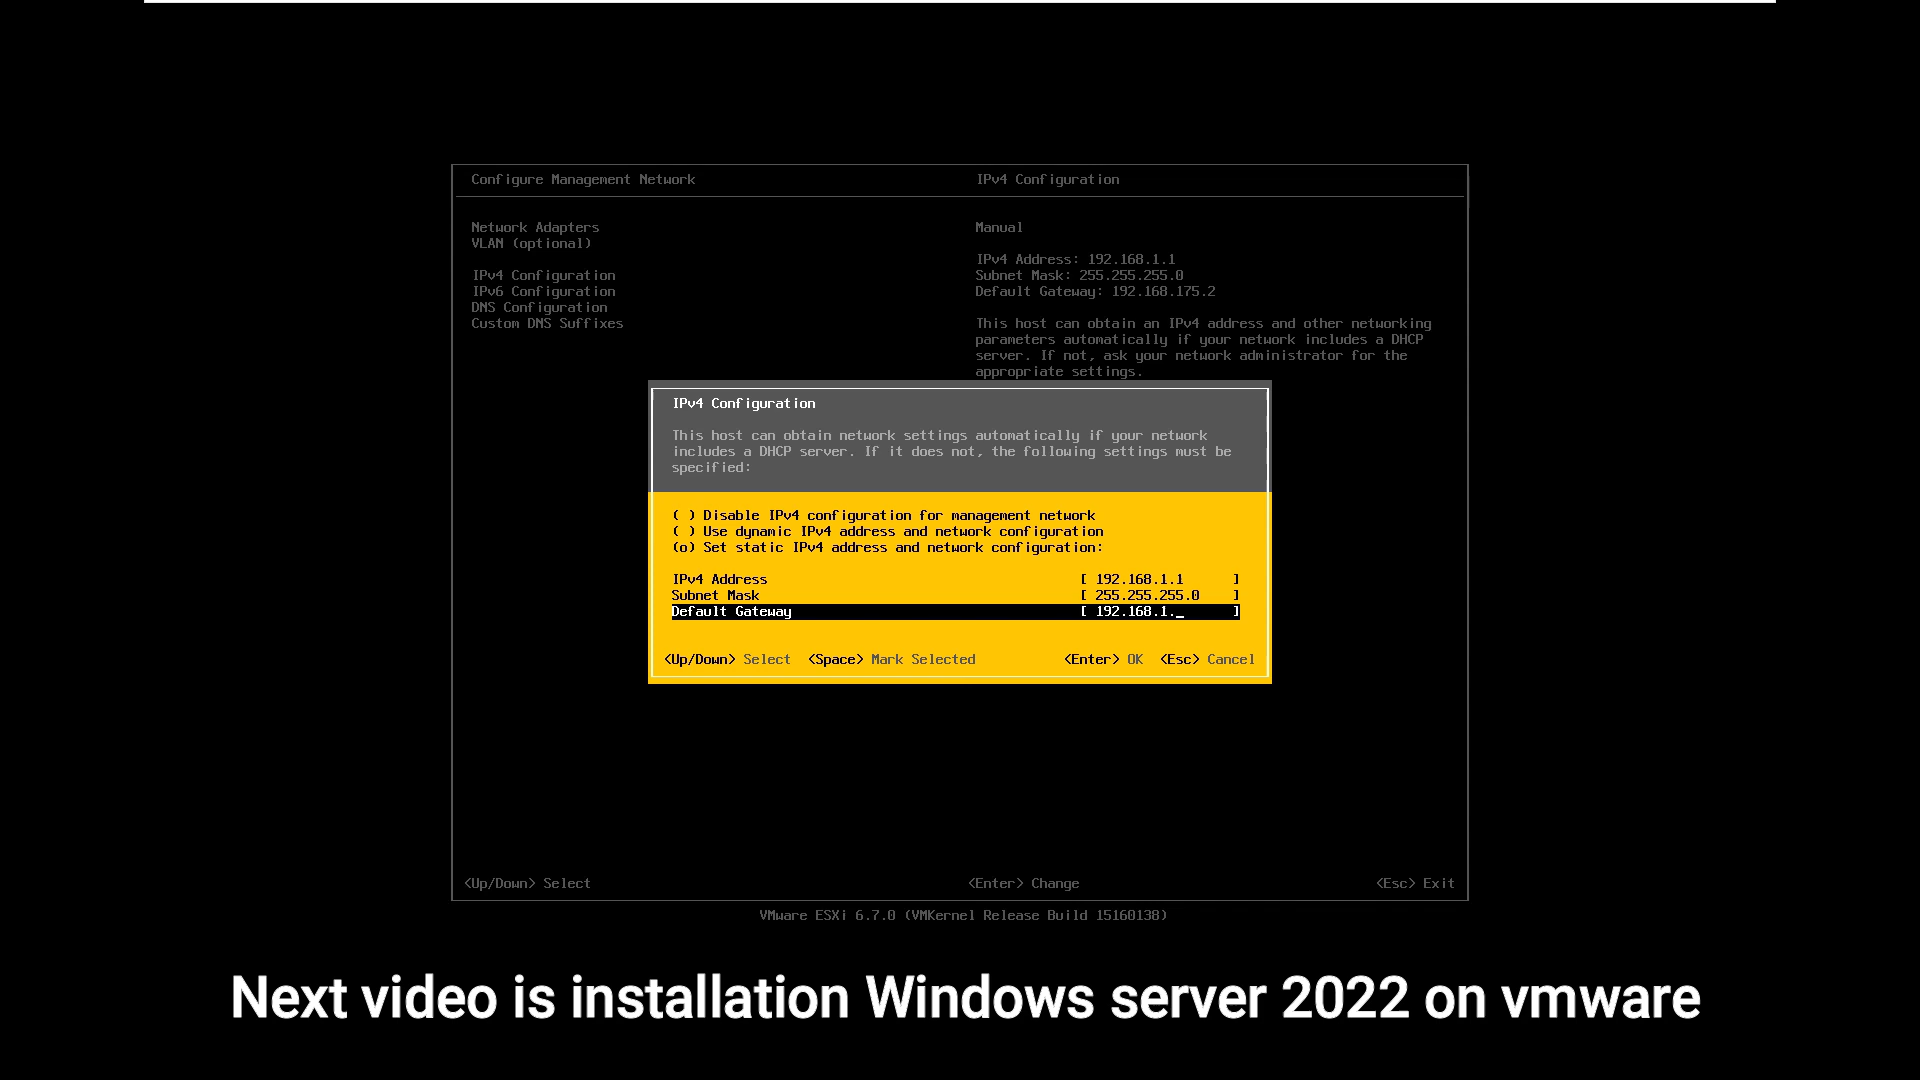 Configure Management Network
IPv4 Configuration
Network Adapters
VLAN (optional)
IPv4 Configuration
IPv6 Configuration
DNS Configuration
Custom DNS Suffixes
Manual
IPv4 Address: 192.168.1.1
Subnet Mask: 255.255.255.0
Default Gateway: 192.168.175.2
This host can obtain an IPv4 address and other networking
parameters automatically if your network includes a DHCP
server. If not, ask your network administrator for the
appropriate settings.
IPv4 Configuration
This host can obtain network settings automatically if your network
includes a DHCP server. If it does not, the following settings must be
specified:
( ) Disable IPv4 configuration for management network
( ) Use dynamic IPv4 address and network configuration
(o) Set static IPv4 address and network configuration:
IPv4 Address [ 192.168.1.1 ]
Subnet Mask [ 255.255.255.0 ]
Default Gateway [ 192.168.1._ ]
<Up/Down> Select <Space> Mark Selected <Enter> OK <Esc> Cancel
<Up/Down> Select <Enter> Change <Esc> Exit
VMware ESXi 6.7.0 (VMKernel Release Build 15160138)
Next video is installation Windows server 2022 on vmware